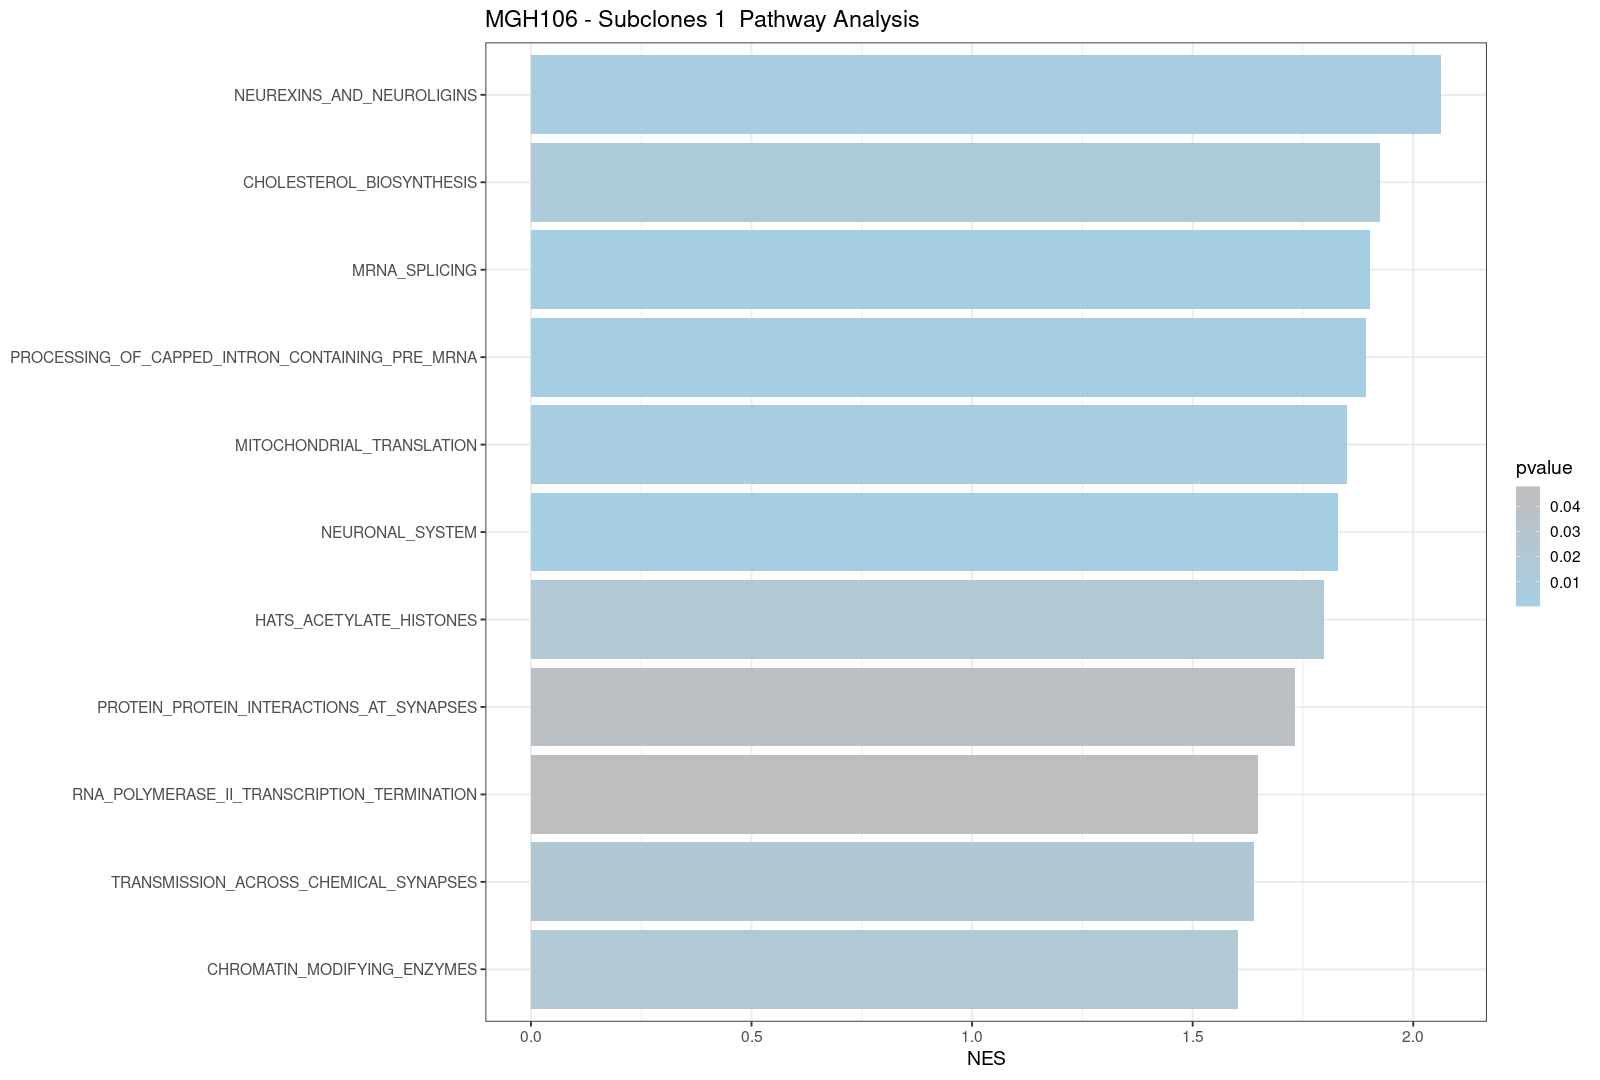 MGH106 - Subclones 1  Pathway Analysis
NEUREXINS_AND_NEUROLIGINS
CHOLESTEROL_BIOSYNTHESIS
MRNA_SPLICING
PROCESSING_OF_CAPPED_INTRON_CONTAINING_PRE_MRNA
MITOCHONDRIAL_TRANSLATION
NEURONAL_SYSTEM
HATS_ACETYLATE_HISTONES
PROTEIN_PROTEIN_INTERACTIONS_AT_SYNAPSES
RNA_POLYMERASE_II_TRANSCRIPTION_TERMINATION
TRANSMISSION_ACROSS_CHEMICAL_SYNAPSES
CHROMATIN_MODIFYING_ENZYMES
0.0 0.5 1.0 1.5 2.0
NES
pvalue
0.04
0.03
0.02
0.01